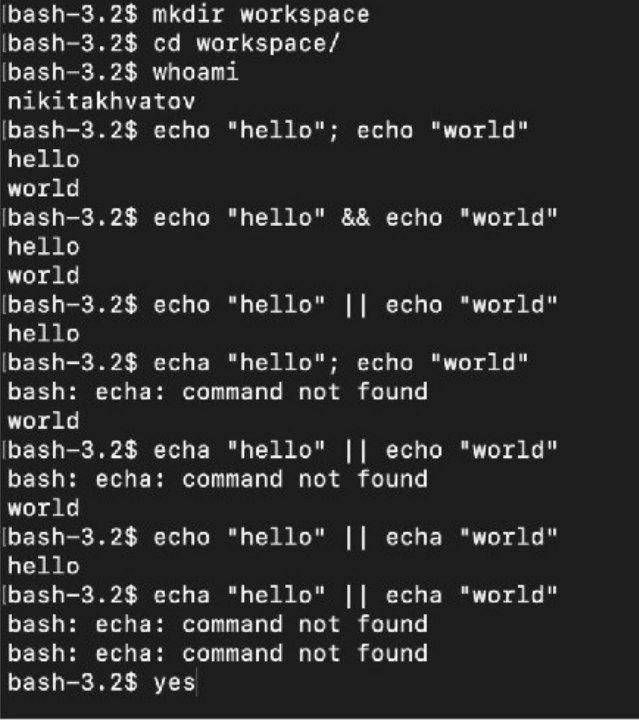 bash-3.2$ mkdir workspace
bash-3.2$ cd workspace/
bash-3.2$ whoami
nikitakhvatov
bash-3.2$ echo "hello"; echo "world"
hello
world
bash-3.2$ echo "hello" && echo "world"
hello
world
bash-3.2$ echo "hello" || echo "world"
hello
bash-3.2$ echa "hello"; echo "world"
bash: echa: command not found
world
bash-3.2$ echa "hello" || echo "world"
bash: echa: command not found
world
bash-3.2$ echo "hello" || echa "world"
hello
bash-3.2$ echa "hello" || echa "world"
bash: echa: command not found
bash: echa: command not found
bash-3.2$ yes